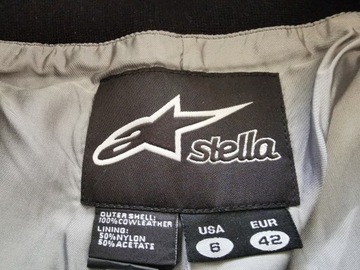 stella
OUTER SHELL:
100%COWLEATHER
LINING:
50%NYLON
50%ACETATE
USA
6
EUR
42